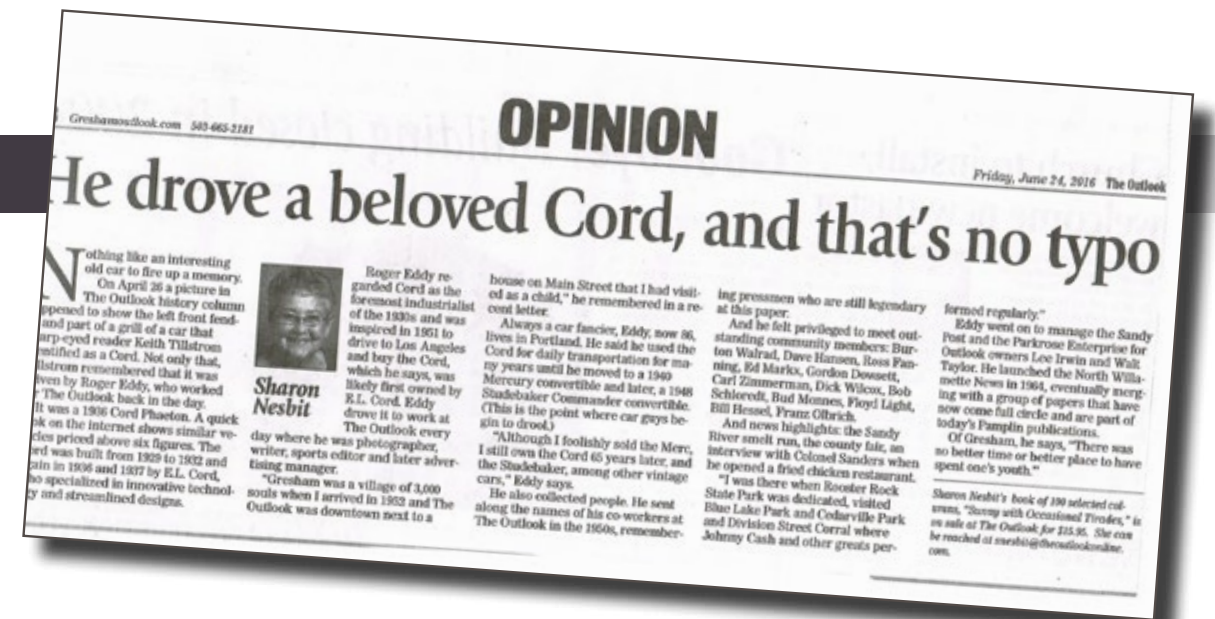 Greshamoutlook.com 503-665-2181
OPINION
Friday, June 24, 2016 The Outlook
He drove a beloved Cord, and that's no typo
Nothing like an interesting
old car to fire up a memory.
On April 26 a picture in
The Outlook history column
ppened to show the left front fend-
and part of a grill of a car that
arp-eyed reader Keith Tillstrom
entified as a Cord. Not only that,
llstrom remembered that it was
ven by Roger Eddy, who worked
The Outlook back in the day.
It was a 1936 Cord Phaeton. A quick
ok on the internet shows similar ve-
cles priced above six figures. The
ord was built from 1929 to 1932 and
ain in 1936 and 1937 by E.L. Cord,
ho specialized in innovative technol-
gy and streamlined designs.
Sharon
Nesbit
Roger Eddy re-
garded Cord as the
foremost industrialist
of the 1930s and was
inspired in 1951 to
drive to Los Angeles
and buy the Cord,
which he says, was
likely first owned by
E.L. Cord. Eddy
drove it to work at
The Outlook every
day where he was photographer,
writer, sports editor and later adver-
tising manager.
"Gresham was a village of 3,000
souls when I arrived in 1952 and The
Outlook was downtown next to a
house on Main Street that I had visit-
ed as a child," he remembered in a re-
cent letter.
Always a car fancier, Eddy, now 86,
lives in Portland. He said he used the
Cord for daily transportation for ma-
ny years until he moved to a 1940
Mercury convertible and later, a 1948
Studebaker Commander convertible.
(This is the point where car guys be-
gin to drool.)
"Although I foolishly sold the Merc,
I still own the Cord 65 years later, and
the Studebaker, among other vintage
cars," Eddy says.
He also collected people. He sent
along the names of his co-workers at
The Outlook in the 1950s, remember-
ing pressmen who are still legendary
at this paper.
And he felt privileged to meet out-
standing community members: Bur-
ton Walrad, Dave Hansen, Ross Fan-
ning, Ed Markx, Gordon Dowsett,
Carl Zimmerman, Dick Wilcox, Bob
Schloredt, Bud Monnes, Floyd Light,
Bill Hessel, Franz Olbrich.
And news highlights: the Sandy
River smelt run, the county fair, an
interview with Colonel Sanders when
he opened a fried chicken restaurant.
"I was there when Rooster Rock
State Park was dedicated, visited
Blue Lake Park and Cedarville Park
and Division Street Corral where
Johnny Cash and other greats per-
formed regularly."
Eddy went on to manage the Sandy
Post and the Parkrose Enterprise for
Outlook owners Lee Irwin and Walt
Taylor. He launched the North Willa-
mette News in 1964, eventually merg-
ing with a group of papers that have
now come full circle and are part of
today's Pamplin publications.
Of Gresham, he says, "There was
no better time or better place to have
spent one's youth."
Sharon Nesbit's book of 100 selected col-
umns, "Sunny with Occasional Tirades," is
on sale at The Outlook for $15.95. She can
be reached at snesbit@theoutlookonline.
com.